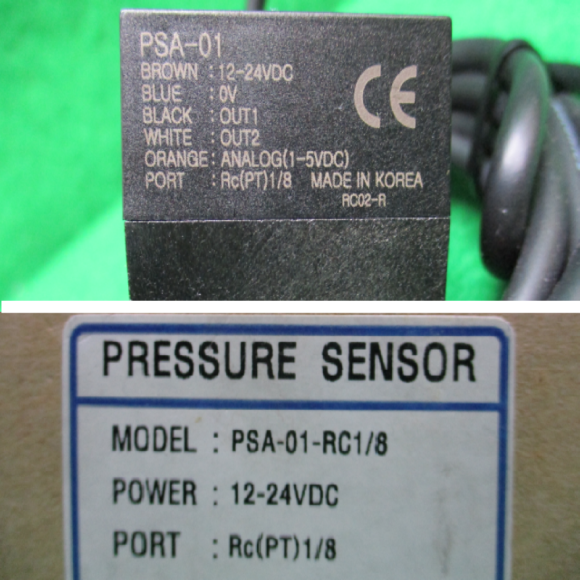 PSA-01
BROWN : 12-24VDC
BLUE : 0V
BLACK : OUT1
WHITE : OUT2
ORANGE : ANALOG(1-5VDC)
PORT : Rc(PT)1/8 MADE IN KOREA
RC02-R
CE
PRESSURE SENSOR
MODEL : PSA-01-RC1/8
POWER : 12-24VDC
PORT : Rc(PT)1/8